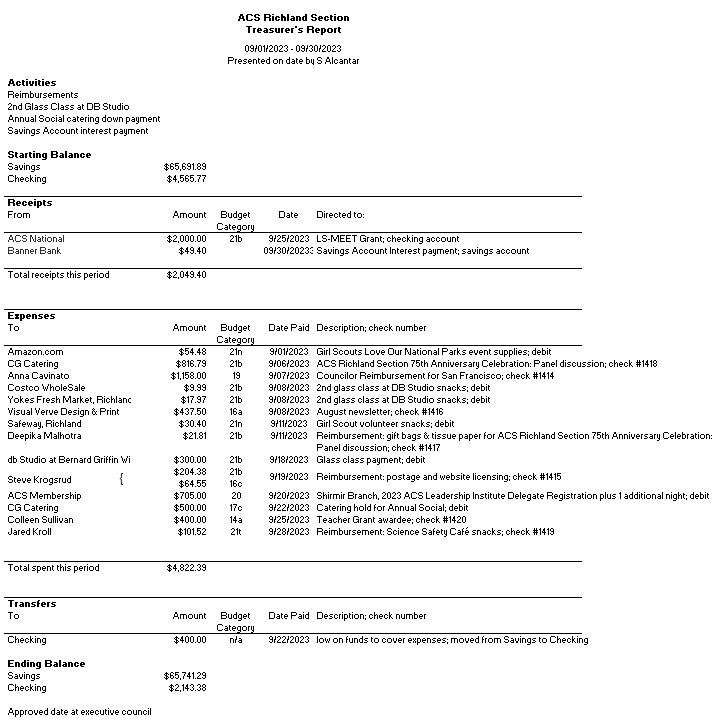 ACS Richland Section
Treasurer's Report
09/01/2023 - 09/30/2023
Presented on date by S Alcantar
Activities
Reimbursements
2nd Glass Class at DB Studio
Annual Social catering down payment
Savings Account interest payment
Starting Balance
Savings $65,691.89
Checking $4,565.77
Receipts
From Amount Budget Category Date Directed to:
ACS National $2,000.00 21b 9/25/2023 LS-MEET Grant; checking account
Banner Bank $49.40 09/30/2023 Savings Account Interest payment; savings account
Total receipts this period $2,049.40
Expenses
To Amount Budget Category Date Paid Description; check number
Amazon.com $54.48 21n 9/01/2023 Girl Scouts Love Our National Parks event supplies; debit
CG Catering $816.79 21b 9/06/2023 ACS Richland Section 75th Anniversary Celebration: Panel discussion; check #1418
Anna Cavinato $1,158.00 19 9/07/2023 Councilor Reimbursement for San Francisco; check #1414
Costco WholeSale $9.99 21b 9/08/2023 2nd glass class at DB Studio snacks; debit
Yokes Fresh Market, Richlanc $17.97 21b 9/08/2023 2nd glass class at DB Studio snacks; debit
Visual Verve Design & Print $437.50 16a 9/08/2023 August newsletter; check #1416
Safeway, Richland $30.40 21n 9/11/2023 Girl Scout volunteer snacks; debit
Deepika Malhotra $21.81 21b 9/11/2023 Reimbursement: gift bags & tissue paper for ACS Richland Section 75th Anniversary Celebration:
Panel discussion; check #1417
db Studio at Bernard Griffin Wi $300.00 21b 9/18/2023 Glass class payment; debit
$204.38 21b
Steve Krogsrud { 9/19/2023 Reimbursement: postage and website licensing; check #1415
$64.55 16c
ACS Membership $705.00 20 9/20/2023 Shirmir Branch, 2023 ACS Leadership Institute Delegate Registration plus 1 additional night; debit
CG Catering $500.00 17c 9/22/2023 Catering hold for Annual Social; debit
Colleen Sullivan $400.00 14a 9/25/2023 Teacher Grant awardee; check #1420
Jared Kroll $101.52 21t 9/28/2023 Reimbursement: Science Safety Café snacks; check #1419
Total spent this period $4,822.39
Transfers
To Amount Budget Category Date Paid Description; check number
Checking $400.00 n/a 9/22/2023 low on funds to cover expenses; moved from Savings to Checking
Ending Balance
Savings $65,741.29
Checking $2,143.38
Approved date at executive council